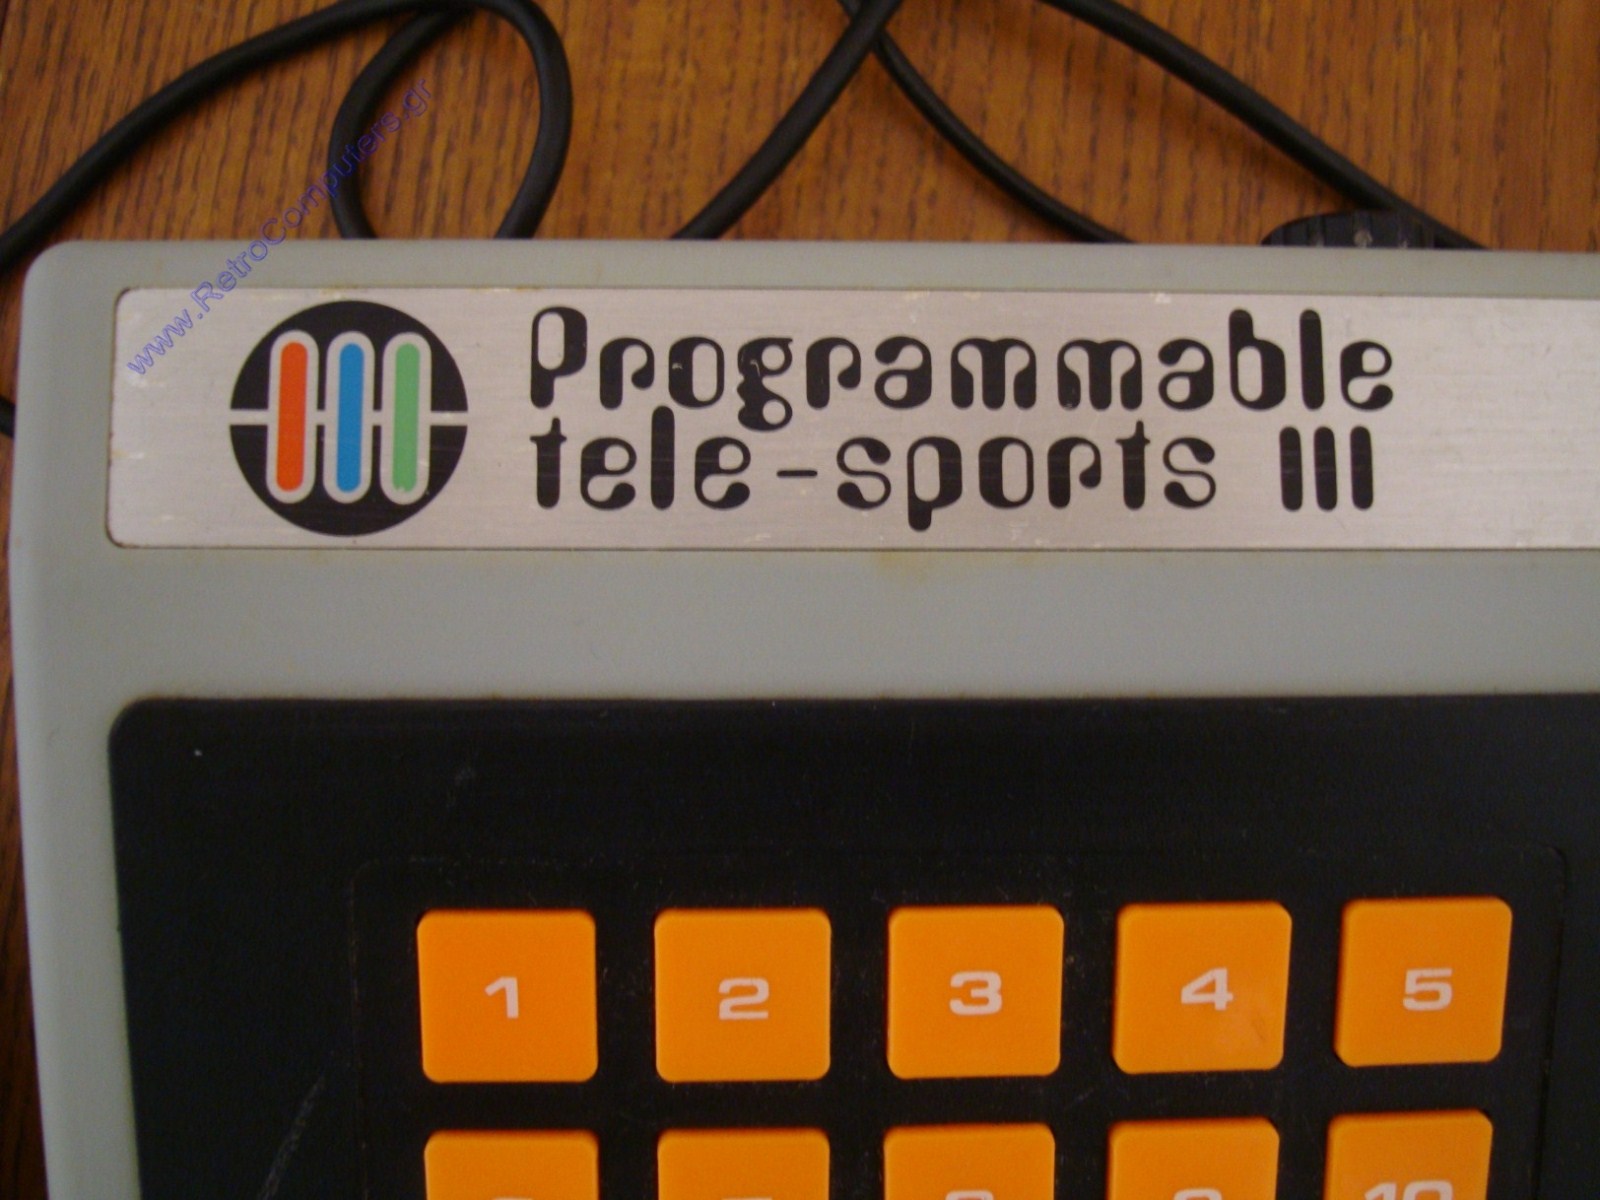 www.RetroComputers.gr
Programmable
tele-sports III
1 2 3 4 5
10